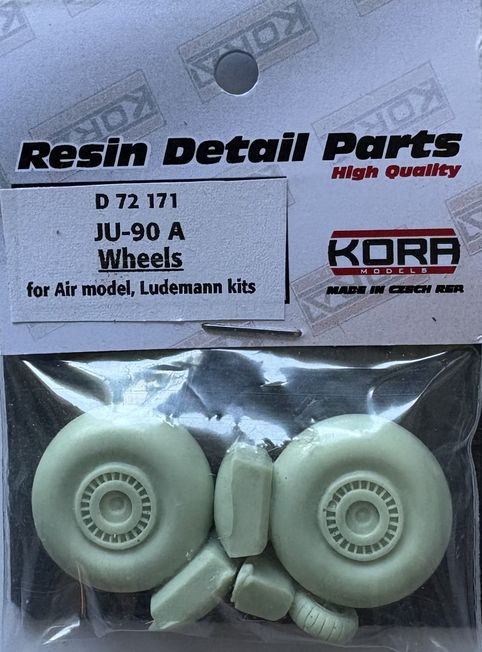 Resin Detail Parts
High Quality
D 72 171
JU-90 A
Wheels
for Air model, Ludemann kits
KORA
MODELS
MADE IN CZECH REP.